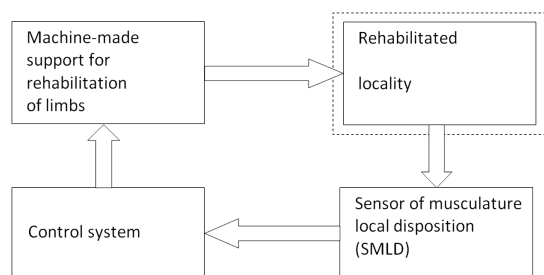 Machine-made
support for
rehabilitation
of limbs
Rehabilitated
locality
Control system
Sensor of musculature
local disposition
(SMLD)